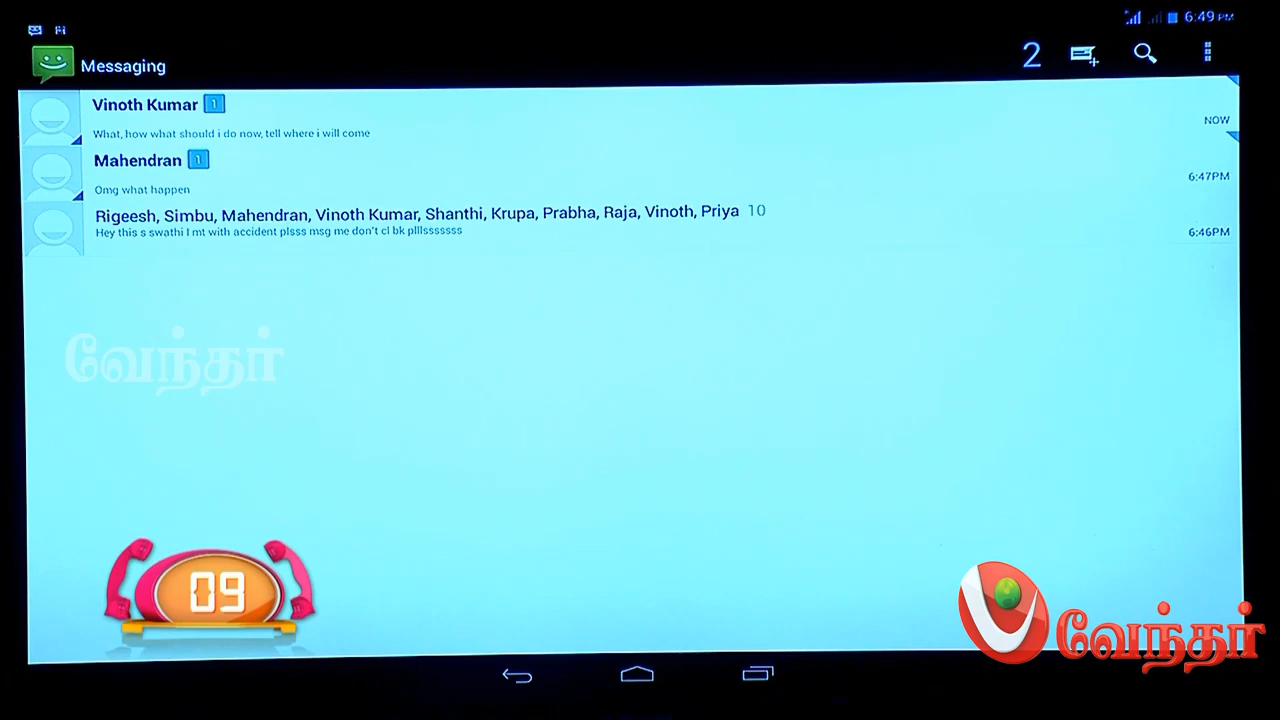 6:49 PM
Messaging
2
Vinoth Kumar 1
What, how what should i do now, tell where i will come
NOW
Mahendran 1
Omg what happen
6:47PM
Rigeesh, Simbu, Mahendran, Vinoth Kumar, Shanthi, Krupa, Prabha, Raja, Vinoth, Priya 10
Hey this s swathi I mt with accident plsss msg me don't cl bk plllsssssss
6:46PM
வேந்தர்
09
வேந்தர்